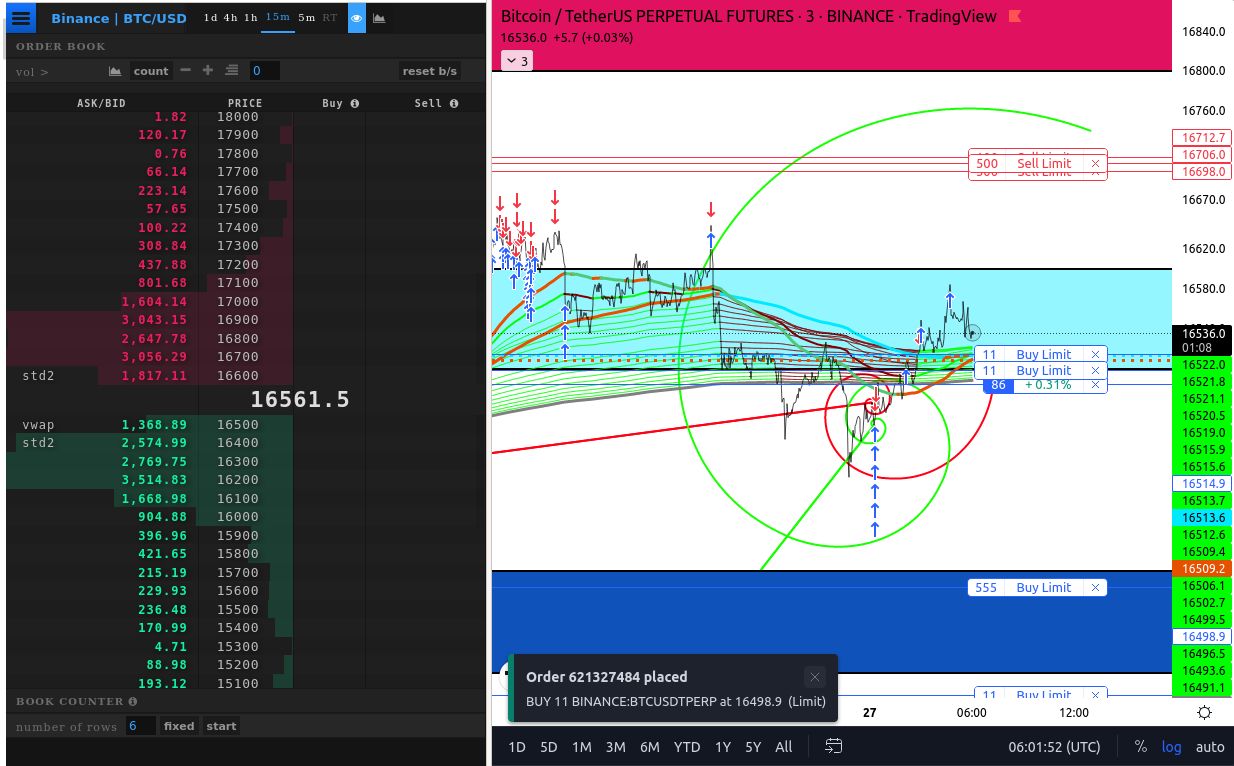 Binance | BTC/USD 1d 4h 1h 15m 5m RT
ORDER BOOK
vol > count 0 reset b/s
ASK/BID PRICE Buy Sell
1.82 18000
120.17 17900
0.76 17800
66.14 17700
223.14 17600
57.65 17500
100.22 17400
308.84 17300
437.88 17200
801.68 17100
1,604.14 17000
3,043.15 16900
2,647.78 16800
3,056.29 16700
std2 1,817.11 16600
16561.5
vwap 1,368.89 16500
std2 2,574.99 16400
2,769.75 16300
3,514.83 16200
1,668.98 16100
904.88 16000
396.96 15900
421.65 15800
215.19 15700
229.93 15600
236.48 15500
170.99 15400
4.71 15300
88.98 15200
193.12 15100
BOOK COUNTER
number of rows 6 fixed start
Bitcoin / TetherUS PERPETUAL FUTURES · 3 · BINANCE · TradingView
16536.0 +5.7 (+0.03%)
3
500 Sell Limit
11 Buy Limit
11 Buy Limit
86 + 0.31%
555 Buy Limit
11 Buy Limit
16840.0
16800.0
16760.0
16712.7
16706.0
16698.0
16670.0
16620.0
16580.0
16536.0
01:08
16522.0
16521.8
16521.1
16520.5
16519.0
16515.9
16515.6
16514.9
16513.7
16513.6
16512.6
16509.4
16509.2
16506.1
16502.7
16499.5
16498.9
16496.5
16493.6
16491.1
Order 621327484 placed
BUY 11 BINANCE:BTCUSDTPERP at 16498.9 (Limit)
27 06:00 12:00
1D 5D 1M 3M 6M YTD 1Y 5Y All 06:01:52 (UTC) % log auto